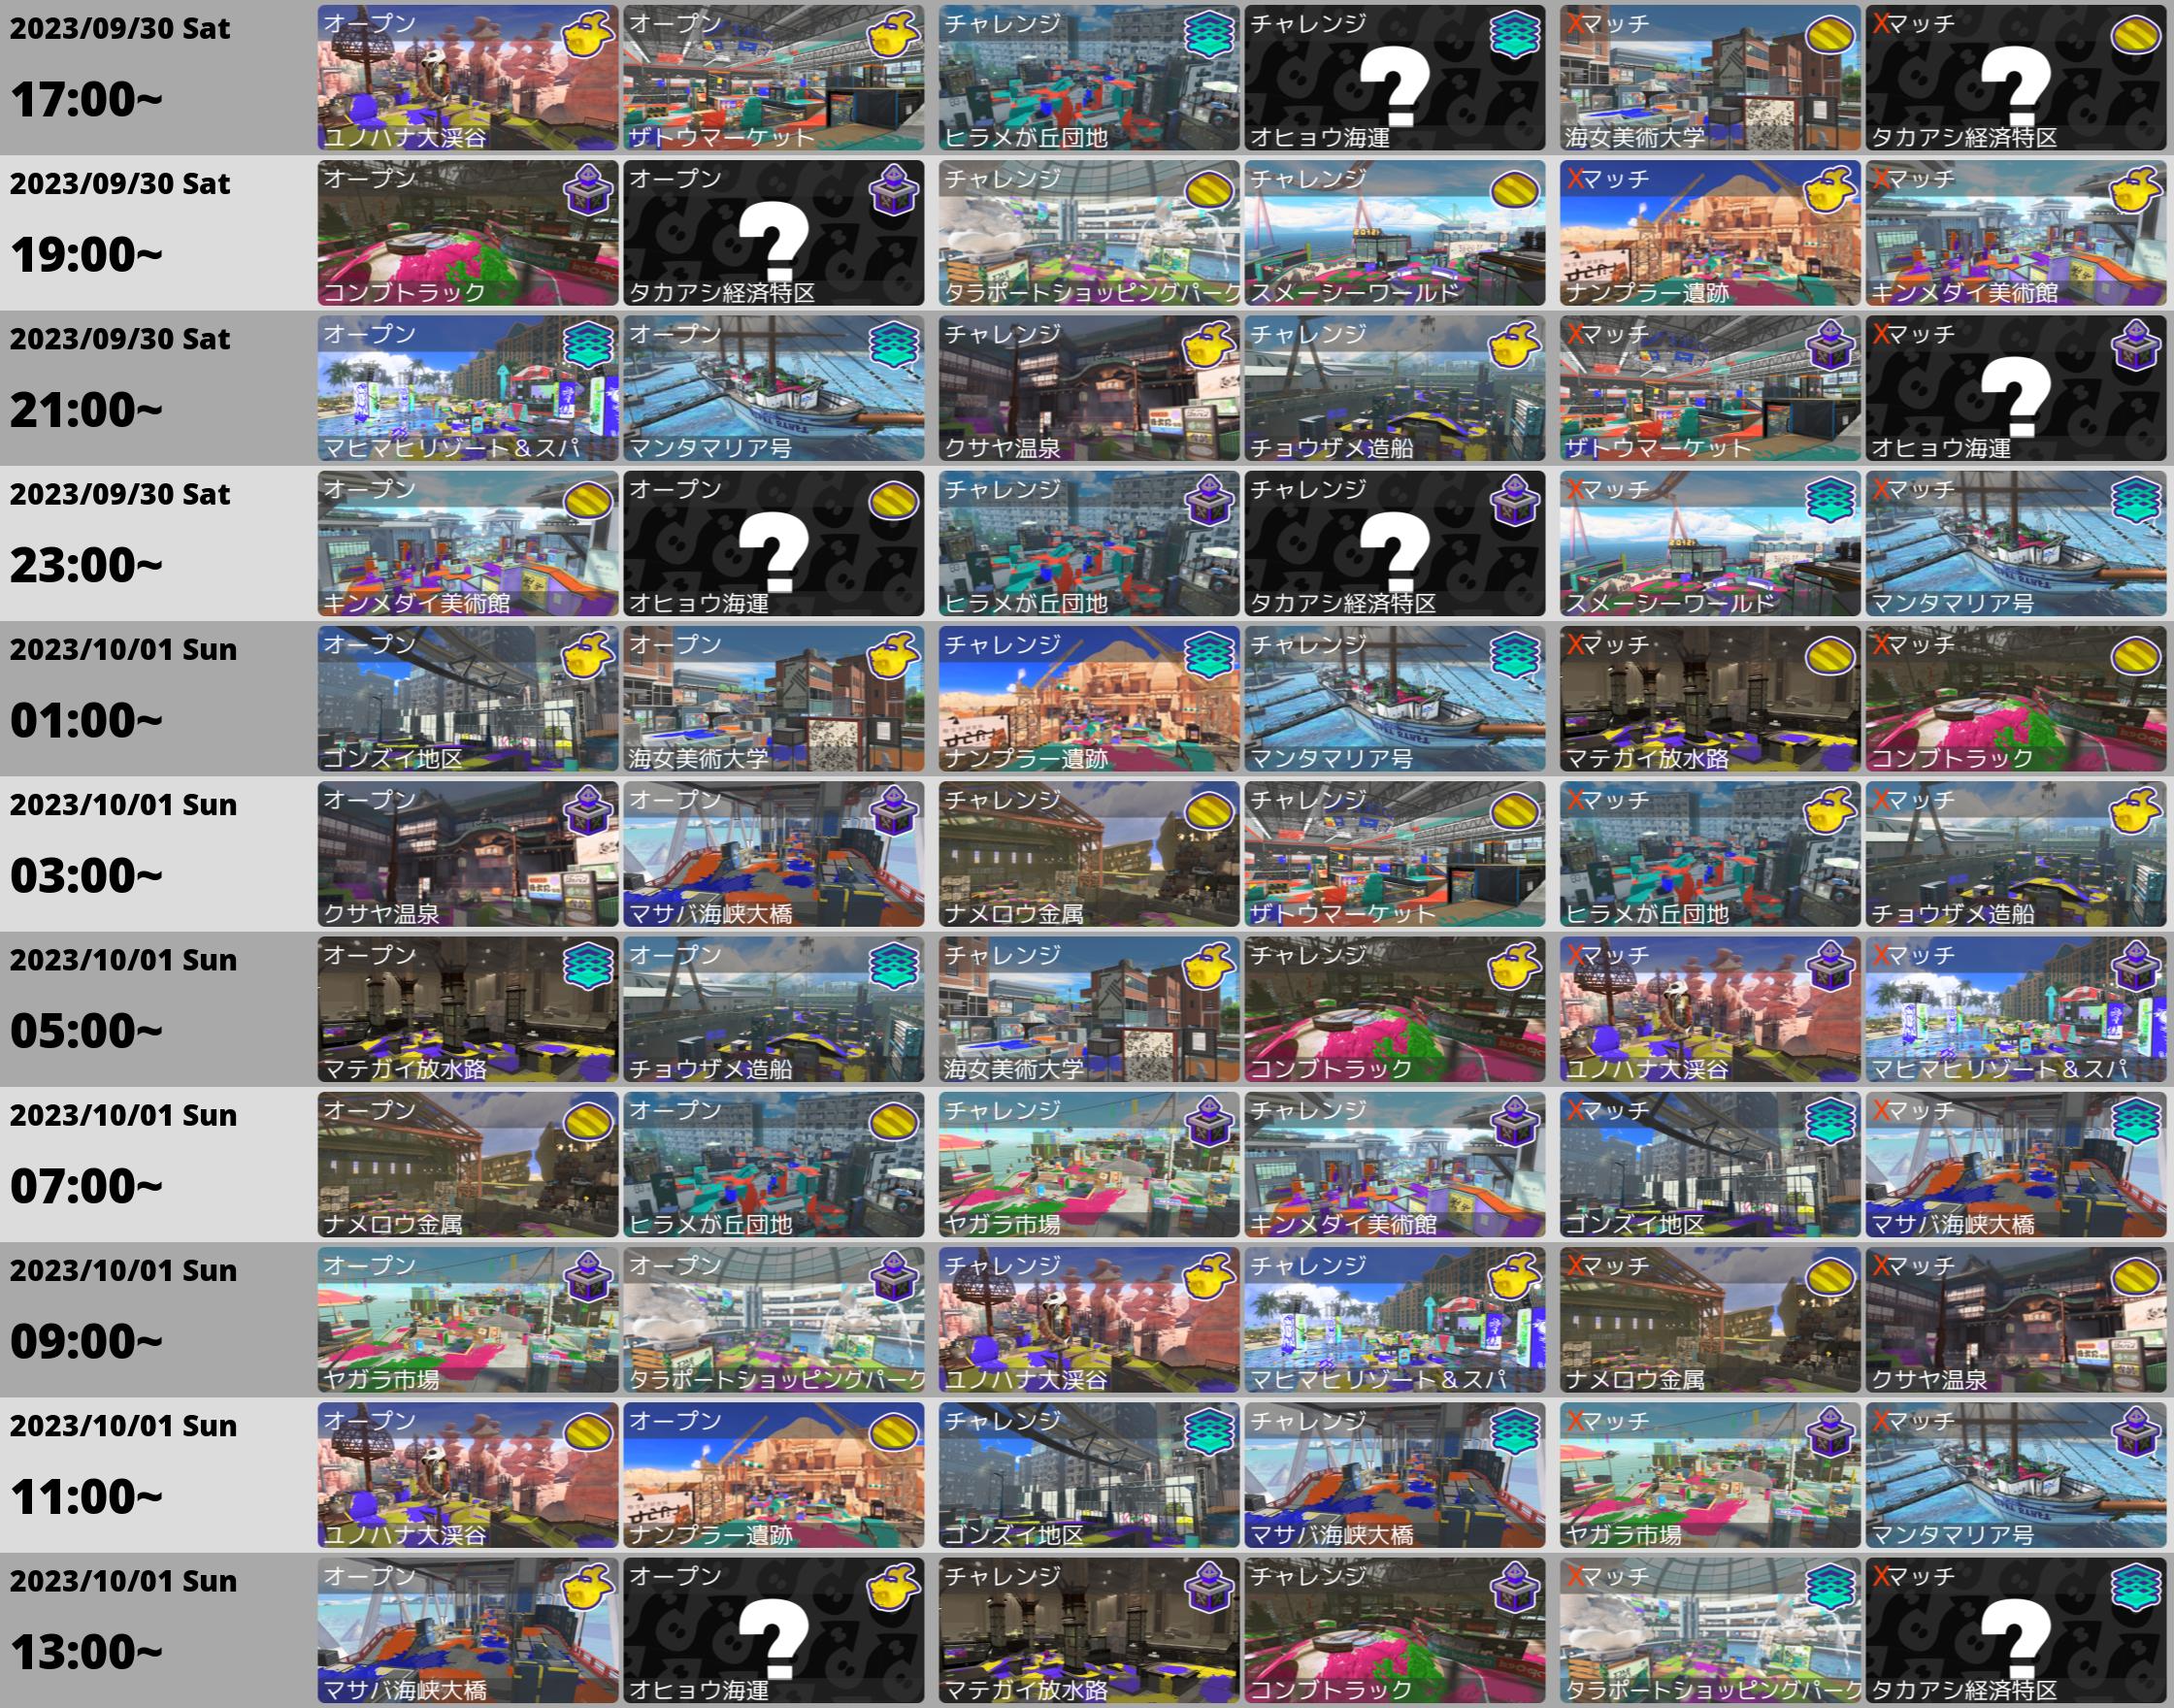 2023/09/30 Sat
17:00~
オープン
ユノハナ大渓谷
オープン
ザトウマーケット
チャレンジ
ヒラメが丘団地
チャレンジ
オヒョウ海運
Xマッチ
海女美術大学
Xマッチ
タカアシ経済特区
2023/09/30 Sat
19:00~
オープン
コンブトラック
オープン
タカアシ経済特区
チャレンジ
タラポートショッピングパーク
チャレンジ
スメーシーワールド
Xマッチ
ナンプラー遺跡
Xマッチ
キンメダイ美術館
2023/09/30 Sat
21:00~
オープン
マヒマヒリゾート＆スパ
オープン
マンタマリア号
チャレンジ
クサヤ温泉
チャレンジ
チョウザメ造船
Xマッチ
ザトウマーケット
Xマッチ
オヒョウ海運
2023/09/30 Sat
23:00~
オープン
キンメダイ美術館
オープン
オヒョウ海運
チャレンジ
ヒラメが丘団地
チャレンジ
タカアシ経済特区
Xマッチ
スメーシーワールド
Xマッチ
マンタマリア号
2023/10/01 Sun
01:00~
オープン
ゴンズイ地区
オープン
海女美術大学
チャレンジ
ナンプラー遺跡
チャレンジ
マンタマリア号
Xマッチ
マテガイ放水路
Xマッチ
コンブトラック
2023/10/01 Sun
03:00~
オープン
クサヤ温泉
オープン
マサバ海峡大橋
チャレンジ
ナメロウ金属
チャレンジ
ザトウマーケット
Xマッチ
ヒラメが丘団地
Xマッチ
チョウザメ造船
2023/10/01 Sun
05:00~
オープン
マテガイ放水路
オープン
チョウザメ造船
チャレンジ
海女美術大学
チャレンジ
コンブトラック
Xマッチ
ユノハナ大渓谷
Xマッチ
マヒマヒリゾート＆スパ
2023/10/01 Sun
07:00~
オープン
ナメロウ金属
オープン
ヒラメが丘団地
チャレンジ
ヤガラ市場
チャレンジ
キンメダイ美術館
Xマッチ
ゴンズイ地区
Xマッチ
マサバ海峡大橋
2023/10/01 Sun
09:00~
オープン
ヤガラ市場
オープン
タラポートショッピングパーク
チャレンジ
ユノハナ大渓谷
チャレンジ
マヒマヒリゾート＆スパ
Xマッチ
ナメロウ金属
Xマッチ
クサヤ温泉
2023/10/01 Sun
11:00~
オープン
ユノハナ大渓谷
オープン
ナンプラー遺跡
チャレンジ
ゴンズイ地区
チャレンジ
マサバ海峡大橋
Xマッチ
ヤガラ市場
Xマッチ
マンタマリア号
2023/10/01 Sun
13:00~
オープン
マサバ海峡大橋
オープン
オヒョウ海運
チャレンジ
マテガイ放水路
チャレンジ
コンブトラック
Xマッチ
タラポートショッピングパーク
Xマッチ
タカアシ経済特区